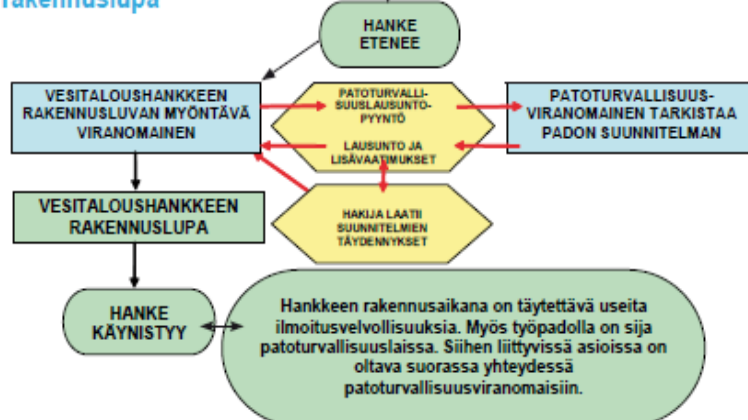 rakennuslupa
HANKE
ETENEE
VESITALOUSHANKKEEN
RAKENNUSLUVAN MYÖNTÄVÄ
VIRANOMAINEN
PATOTURVALLI-
SUUSLAUSUNTO-
PYYNTÖ
LAUSUNTO JA
LISÄVAATIMUKSET
PATOTURVALLISUUS-
VIRANOMAINEN TARKISTAA
PADON SUUNNITELMAN
VESITALOUSHANKKEEN
RAKENNUSLUPA
HAKIJA LAATII
SUUNNITELMIEN
TÄYDENNYKSET
HANKE
KÄYNISTYY
Hankkeen rakennusaikana on täytettävä useita
ilmoitusvelvollisuuksia. Myös työpadolla on sija
patoturvallisuuslaissa. Siihen liittyvissä asioissa on
oltava suorassa yhteydessä
patoturvallisuusviranomaisiin.